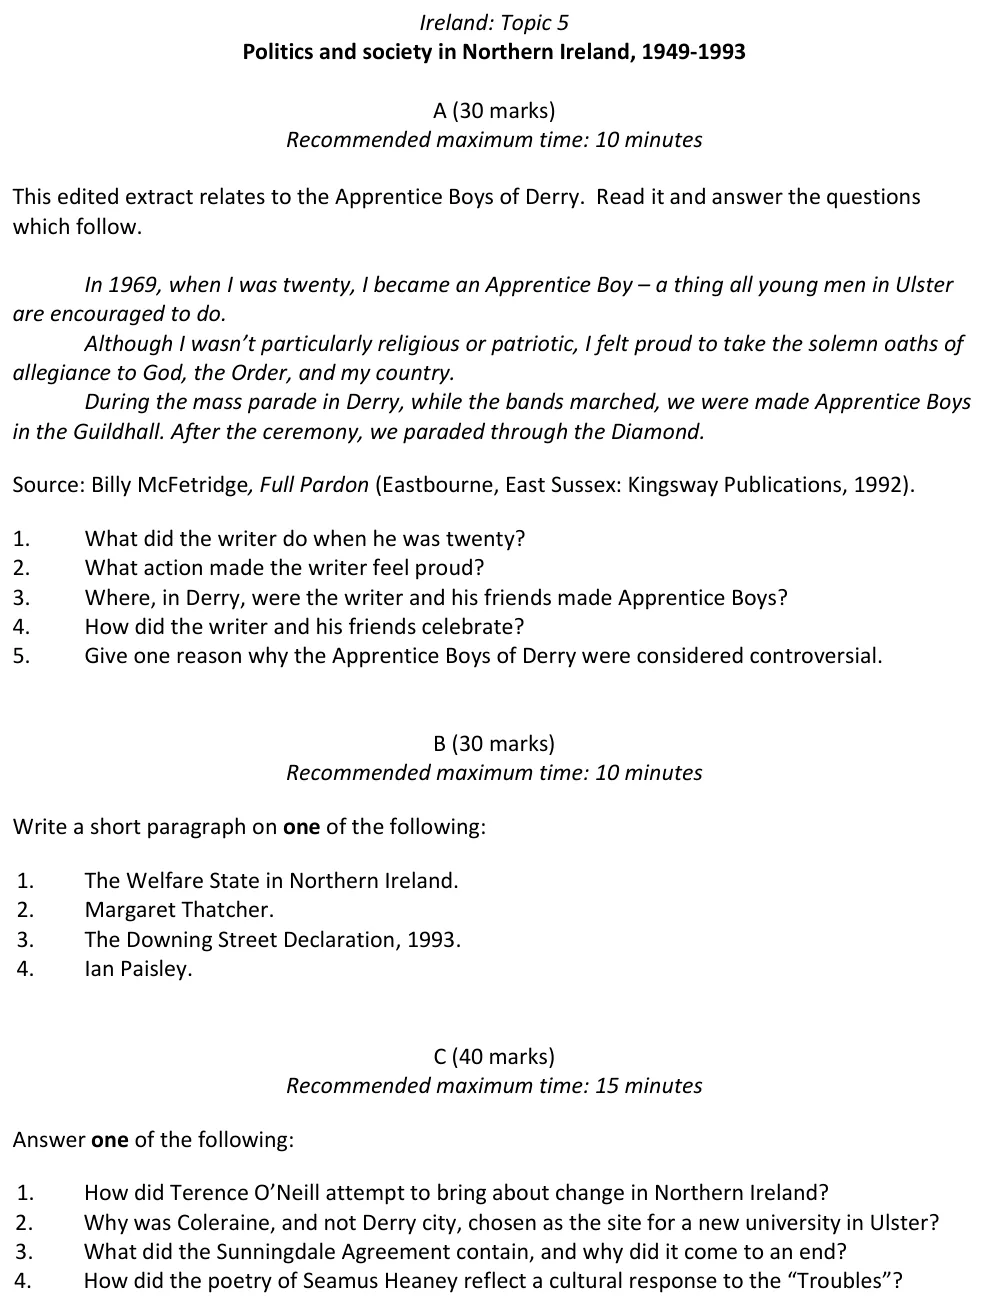 Ireland: Topic 5
Politics and society in Northern Ireland, 1949-1993
A (30 marks)
Recommended maximum time: 10 minutes
This edited extract relates to the Apprentice Boys of Derry.  Read it and answer the questions
which follow.
In 1969, when I was twenty, I became an Apprentice Boy – a thing all young men in Ulster
are encouraged to do.
Although I wasn’t particularly religious or patriotic, I felt proud to take the solemn oaths of
allegiance to God, the Order, and my country.
During the mass parade in Derry, while the bands marched, we were made Apprentice Boys
in the Guildhall. After the ceremony, we paraded through the Diamond.
Source: Billy McFetridge, Full Pardon (Eastbourne, East Sussex: Kingsway Publications, 1992).
1. What did the writer do when he was twenty?
2. What action made the writer feel proud?
3. Where, in Derry, were the writer and his friends made Apprentice Boys?
4. How did the writer and his friends celebrate?
5. Give one reason why the Apprentice Boys of Derry were considered controversial.
B (30 marks)
Recommended maximum time: 10 minutes
Write a short paragraph on one of the following:
1. The Welfare State in Northern Ireland.
2. Margaret Thatcher.
3. The Downing Street Declaration, 1993.
4. Ian Paisley.
C (40 marks)
Recommended maximum time: 15 minutes
Answer one of the following:
1. How did Terence O’Neill attempt to bring about change in Northern Ireland?
2. Why was Coleraine, and not Derry city, chosen as the site for a new university in Ulster?
3. What did the Sunningdale Agreement contain, and why did it come to an end?
4. How did the poetry of Seamus Heaney reflect a cultural response to the “Troubles”?